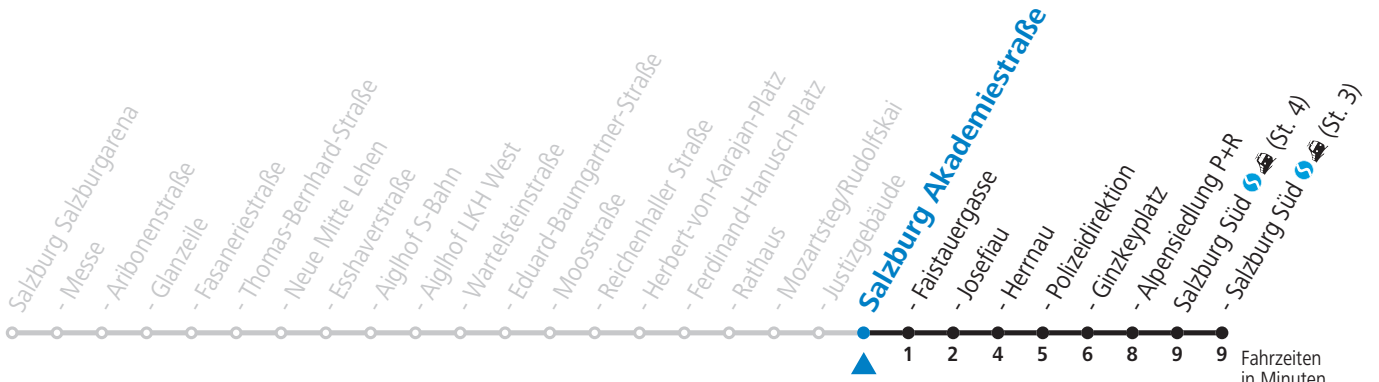 Salzburg Salzburgarena
- Messe
- Aribonenstraße
- Glanzeile
- Fasaneriestraße
- Thomas-Bernhard-Straße
- Neue Mitte Lehen
- Esshaverstraße
- Aiglhof S-Bahn
- Aiglhof LKH West
- Wartelsteinstraße
- Eduard-Baumgartner-Straße
- Moosstraße
- Reichenhaller Straße
- Herbert-von-Karajan-Platz
- Ferdinand-Hanusch-Platz
- Rathaus
- Mozartsteg/Rudolfskai
- Justizgebäude
Salzburg Akademiestraße
- Faistauergasse
- Josefiau
- Herrnau
- Polizeidirektion
- Ginzkeyplatz
- Alpensiedlung P+R
Salzburg Süd (St. 4)
- Salzburg Süd (St. 3)
1 2 4 5 6 8 9 9
Fahrzeiten
in Minuten